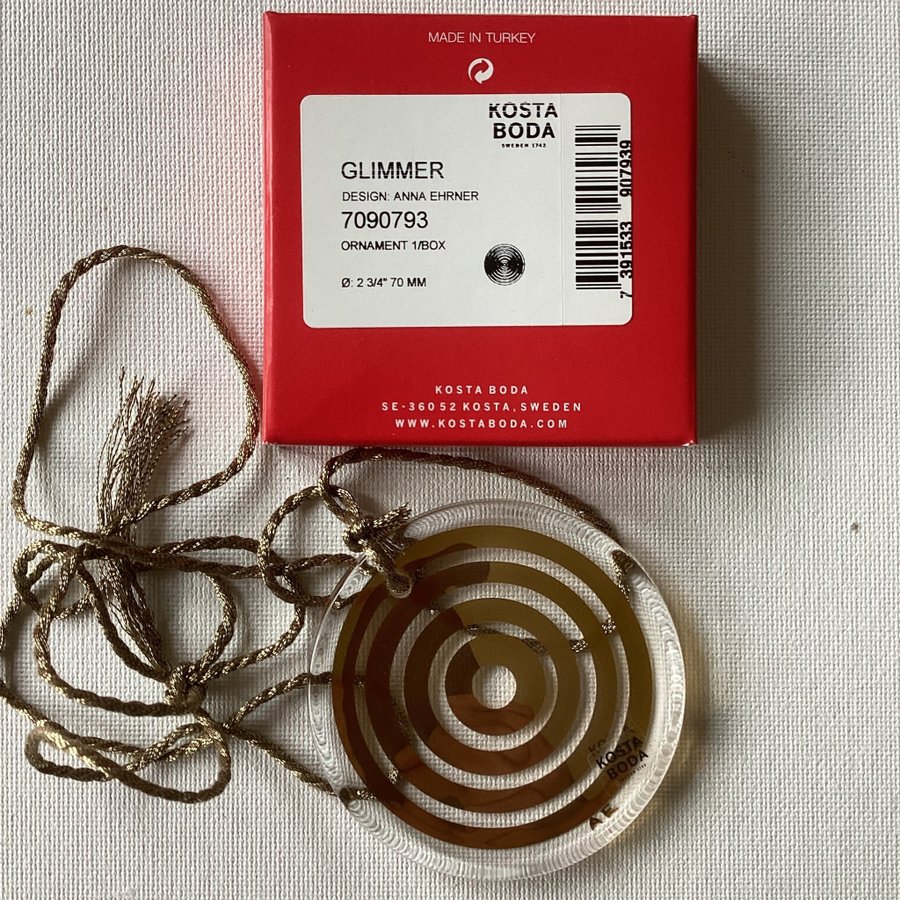 MADE IN TURKEY
KOSTA
BODA
SWEDEN 1742
GLIMMER
DESIGN: ANNA EHRNER
7090793
ORNAMENT 1/BOX
Ø: 2 3/4" 70 MM
7 391533 907939
KOSTA BODA
SE-360 52 KOSTA, SWEDEN
WWW.KOSTABODA.COM
KOSTA
BODA
AE